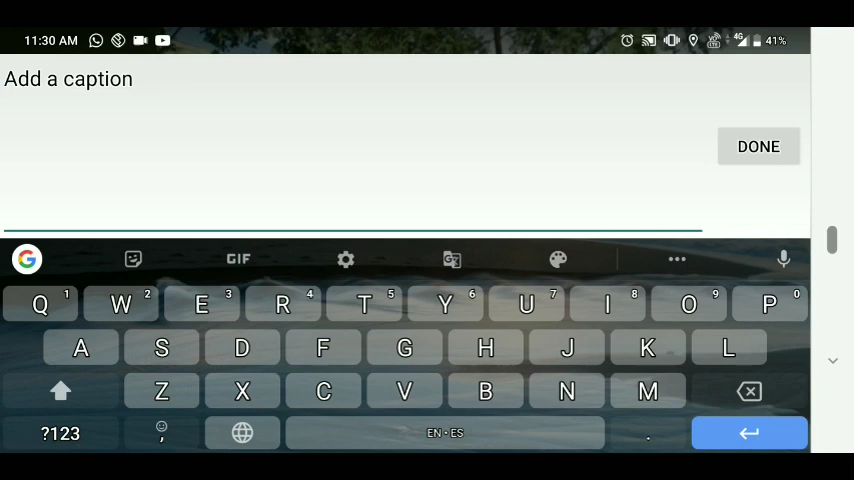 11:30 AM 4G 41%
Add a caption
DONE
GIF
Q 1 W 2 E 3 R 4 T 5 Y 6 U 7 I 8 O 9 P 0
A S D F G H J K L
Z X C V B N M
?123 , EN • ES .